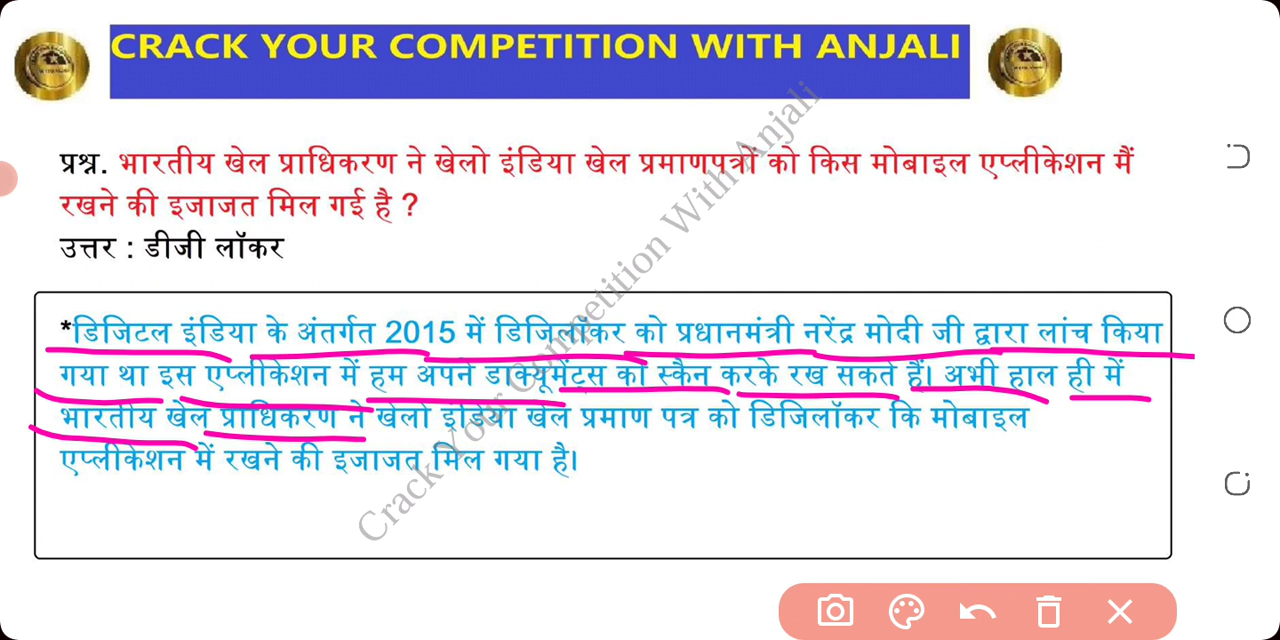 CRACK YOUR COMPETITION WITH ANJALI
प्रश्न. भारतीय खेल प्राधिकरण ने खेलो इंडिया खेल प्रमाणपत्रों को किस मोबाइल एप्लीकेशन मैं
रखने की इजाजत मिल गई है ?
उत्तर : डीजी लॉकर
*डिजिटल इंडिया के अंतर्गत 2015 में डिजिलॉकर को प्रधानमंत्री नरेंद्र मोदी जी द्वारा लांच किया
गया था इस एप्लीकेशन में हम अपने डाक्यूमेंट्स को स्कैन करके रख सकते हैं। अभी हाल ही में
भारतीय खेल प्राधिकरण ने खेलो इंडिया खेल प्रमाण पत्र को डिजिलॉकर कि मोबाइल
एप्लीकेशन में रखने की इजाजत मिल गया है।
Crack Your Competition With Anjali